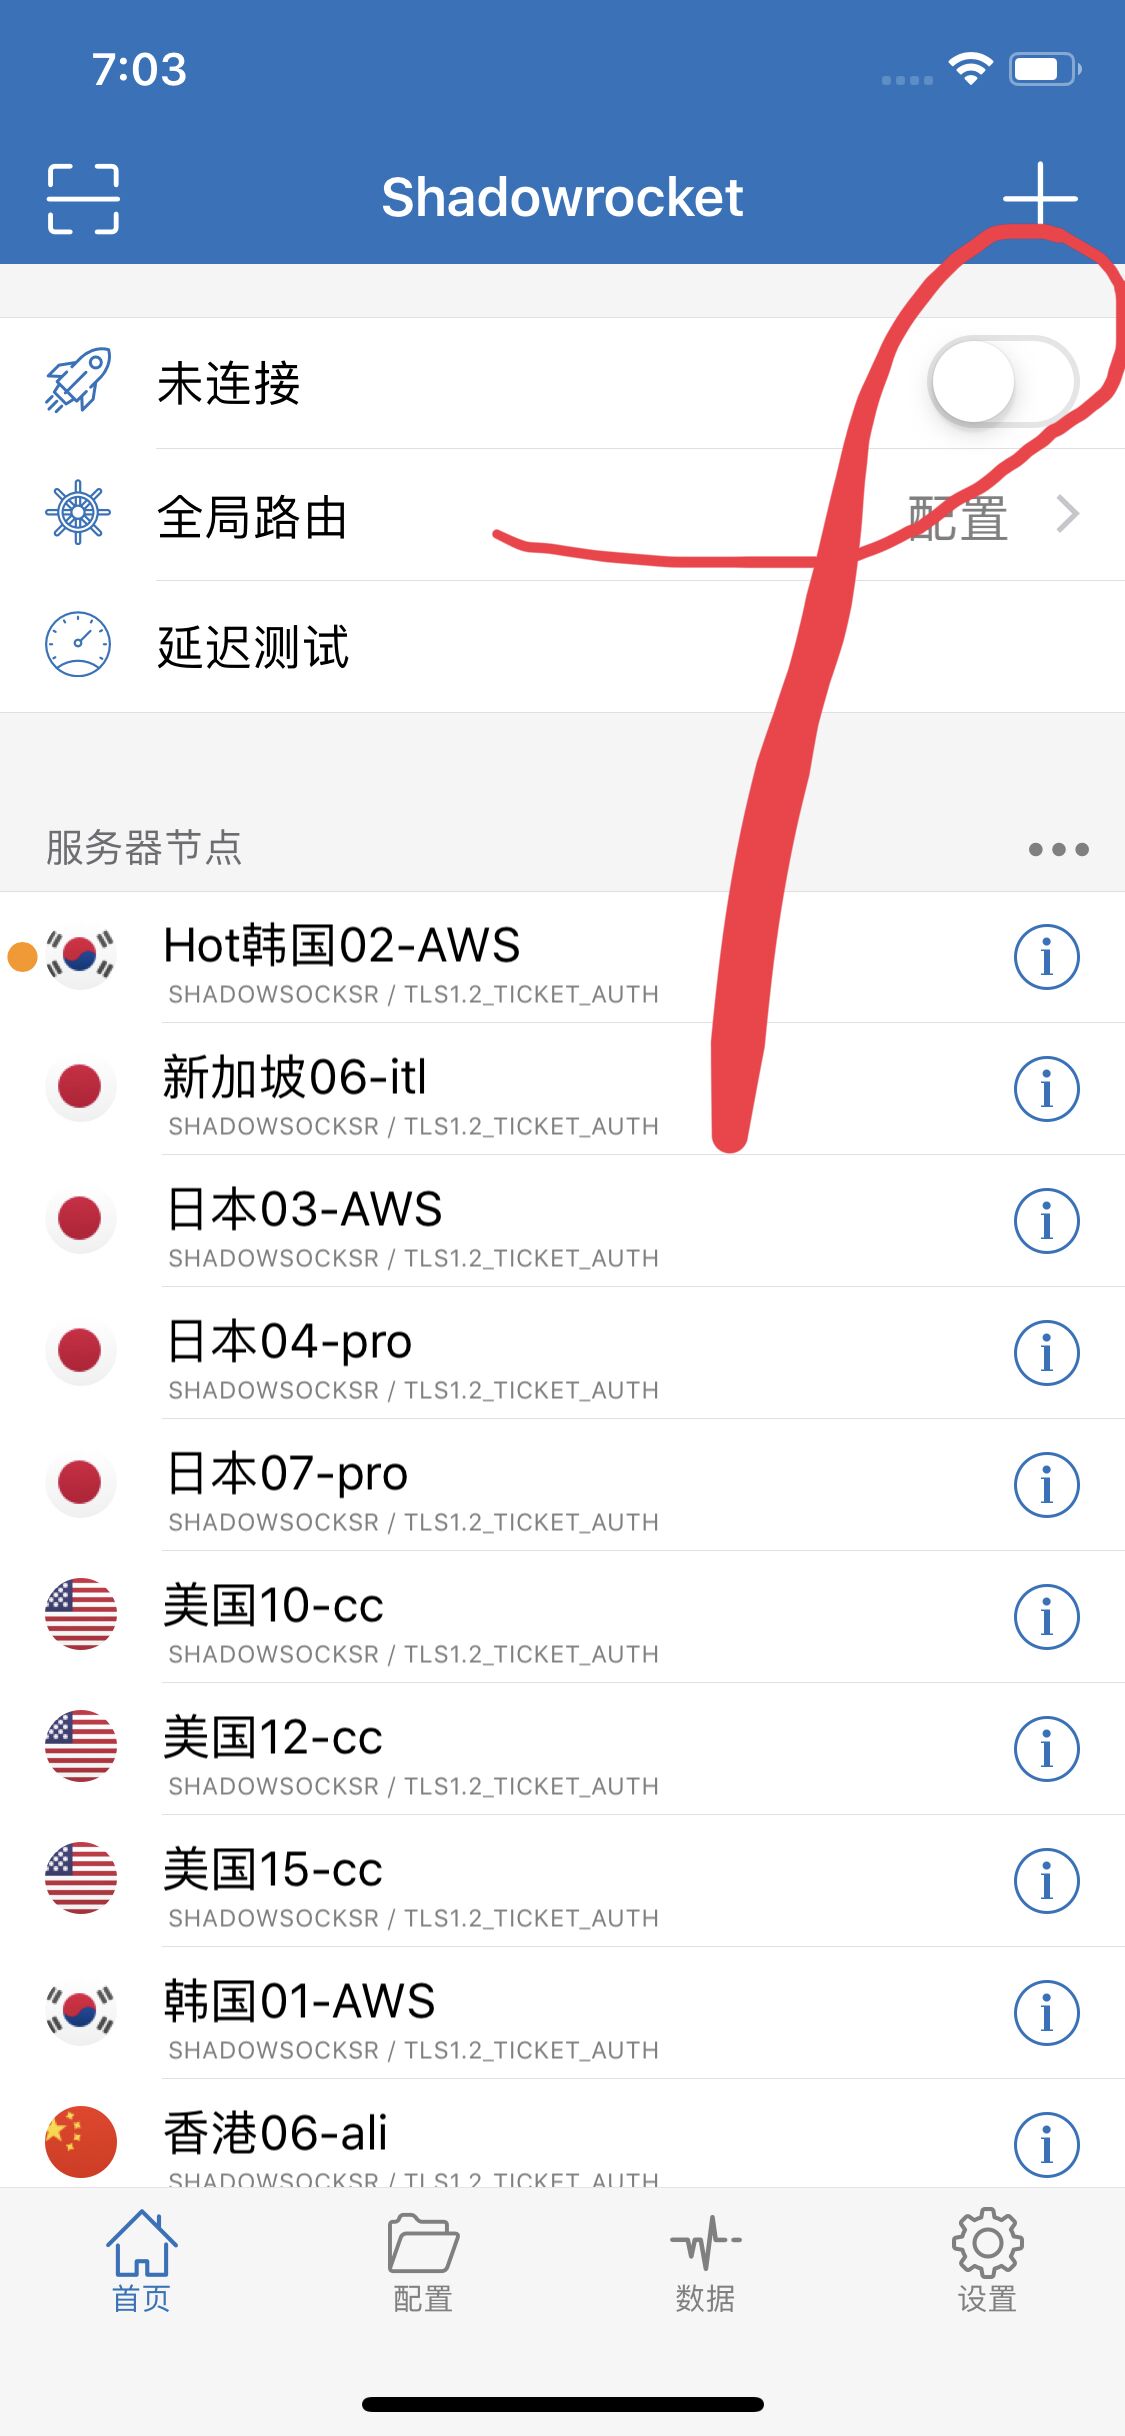 7:03
Shadowrocket
未连接
全局路由 配置
延迟测试
服务器节点
Hot韩国02-AWS
SHADOWSOCKSR / TLS1.2_TICKET_AUTH
新加坡06-itl
SHADOWSOCKSR / TLS1.2_TICKET_AUTH
日本03-AWS
SHADOWSOCKSR / TLS1.2_TICKET_AUTH
日本04-pro
SHADOWSOCKSR / TLS1.2_TICKET_AUTH
日本07-pro
SHADOWSOCKSR / TLS1.2_TICKET_AUTH
美国10-cc
SHADOWSOCKSR / TLS1.2_TICKET_AUTH
美国12-cc
SHADOWSOCKSR / TLS1.2_TICKET_AUTH
美国15-cc
SHADOWSOCKSR / TLS1.2_TICKET_AUTH
韩国01-AWS
SHADOWSOCKSR / TLS1.2_TICKET_AUTH
香港06-ali
SHADOWSOCKSR / TLS1.2_TICKET_AUTH
首页 配置 数据 设置